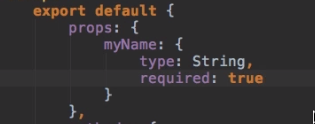 export default {
props: {
myName: {
type: String,
required: true
}
},